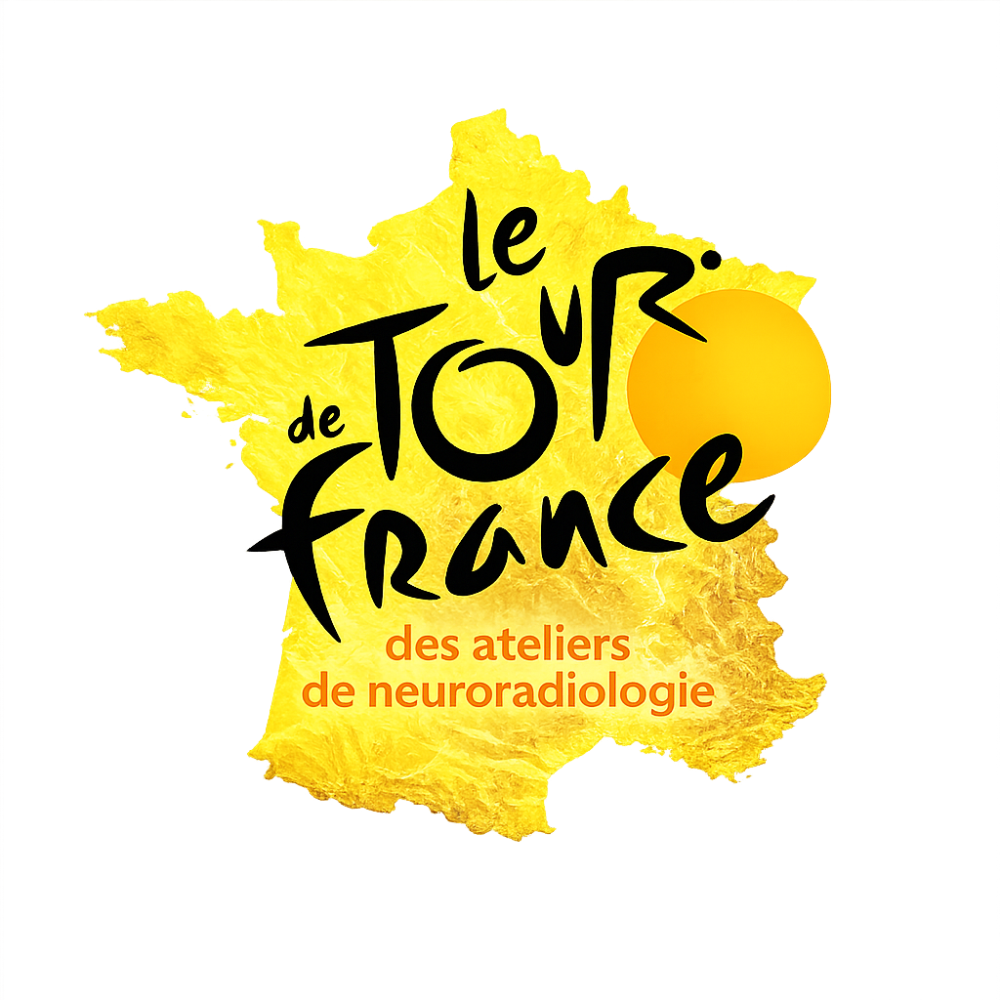 le
TOUR
de
france
des ateliers
de neuroradiologie